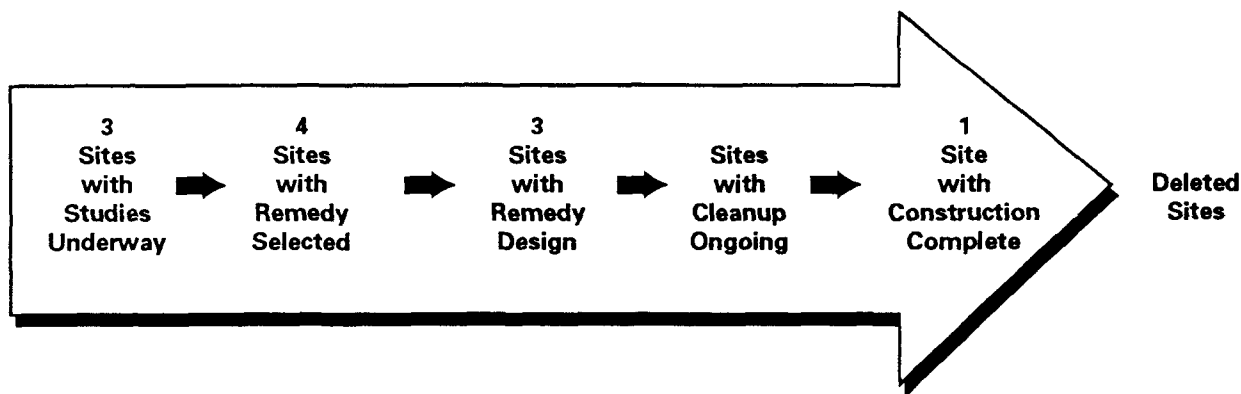 3
Sites
with
Studies
Underway
4
Sites
with
Remedy
Selected
3
Sites
with
Remedy
Design
Sites
with
Cleanup
Ongoing
1
Site
with
Construction
Complete
Deleted
Sites